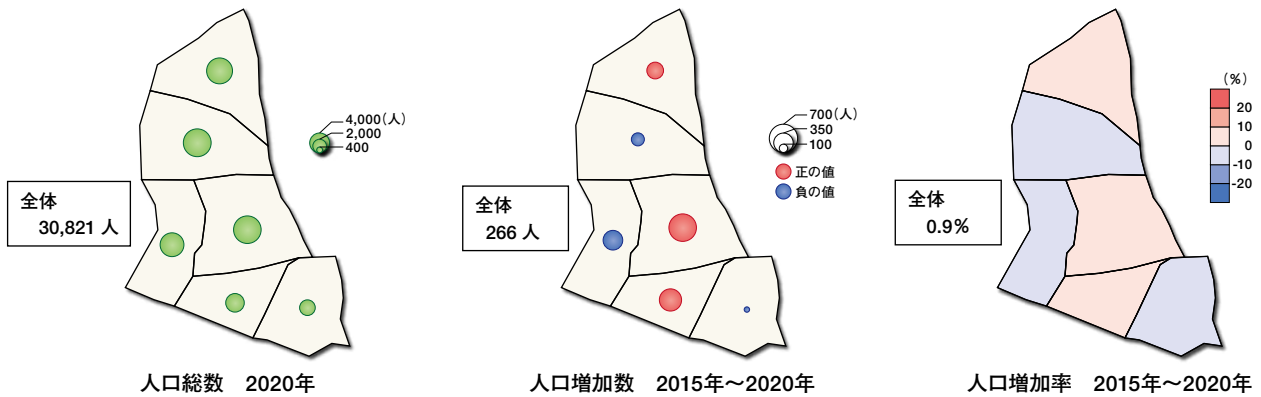 4,000(人)
2,000
400
全体
30,821 人
人口総数 2020年
700(人)
350
100
正の値
負の値
全体
266 人
人口増加数 2015年～2020年
(%)
20
10
0
-10
-20
全体
0.9%
人口増加率 2015年～2020年